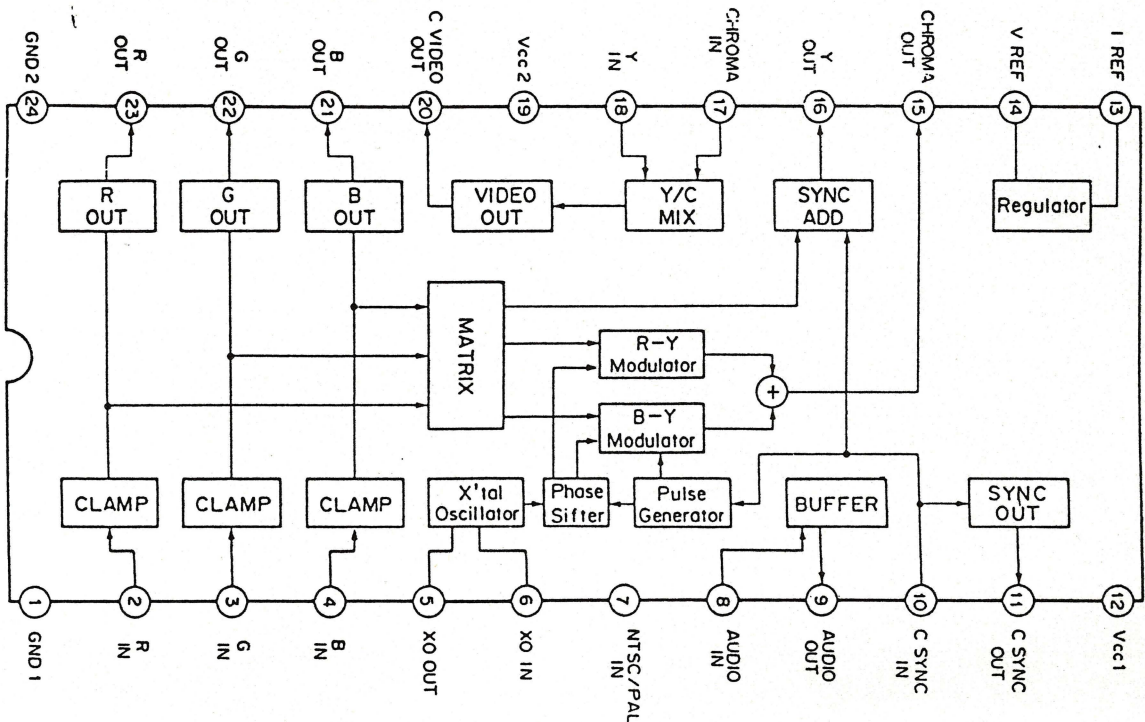 GND 2
R
OUT
G
OUT
B
OUT
C VIDEO
OUT
Vcc 2
Y
IN
CHROMA
IN
Y
OUT
CHROMA
OUT
V REF
I REF
24
23
22
21
20
19
18
17
16
15
14
13
R
OUT
G
OUT
B
OUT
VIDEO
OUT
Y/C
MIX
SYNC
ADD
Regulator
MATRIX
R-Y
Modulator
+
B-Y
Modulator
CLAMP
CLAMP
CLAMP
X'tal
Oscillator
Phase
Sifter
Pulse
Generator
BUFFER
SYNC
OUT
1
2
3
4
5
6
7
8
9
10
11
12
GND 1
R
IN
G
IN
B
IN
XO OUT
XO IN
NTSC/PAL
IN
AUDIO
IN
AUDIO
OUT
C SYNC
IN
C SYNC
OUT
Vcc1